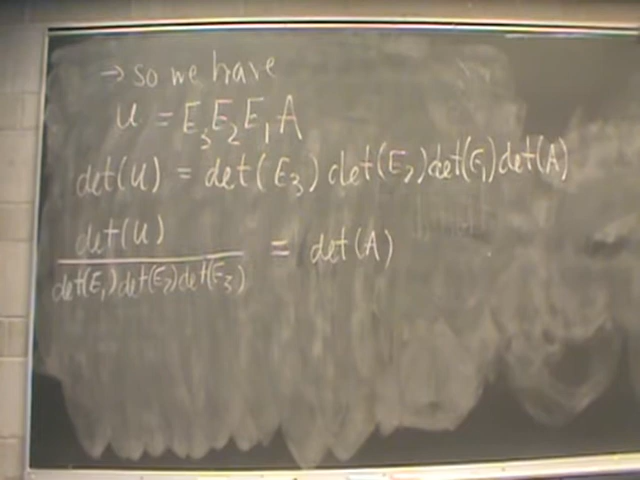 → so we have
U = E₃E₂E₁A
det(U) = det(E₃) det(E₂) det(E₁) det(A)
det(U) / det(E₁) det(E₂) det(E₃) = det(A)